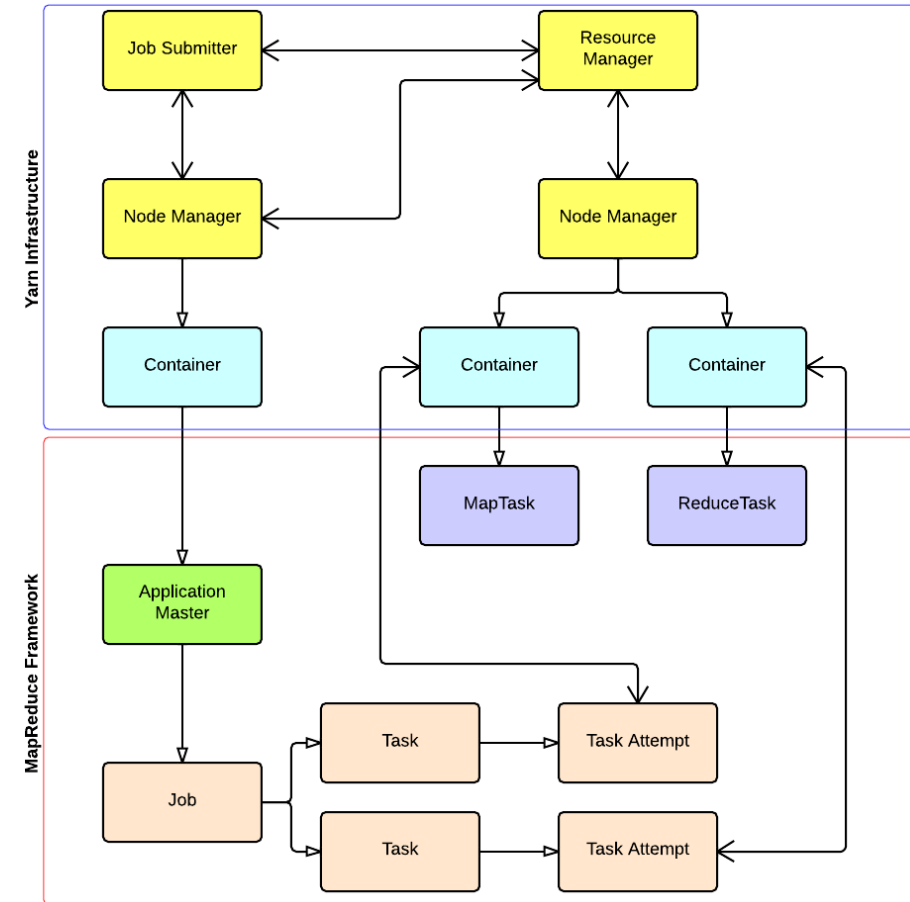 Job Submitter
Resource
Manager
Yarn Infrastructure
Node Manager
Node Manager
Container
Container
Container
MapTask
ReduceTask
MapReduce Framework
Application
Master
Task
Task Attempt
Job
Task
Task Attempt